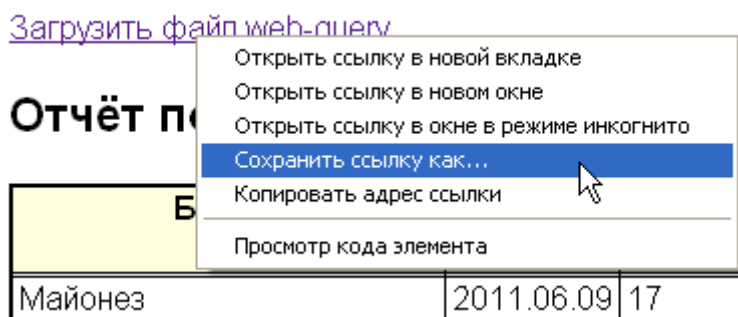 Загрузить файл web-query
Открыть ссылку в новой вкладке
Открыть ссылку в новом окне
Отчёт
Открыть ссылку в окне в режиме инкогнито
Сохранить ссылку как...
Копировать адрес ссылки
Просмотр кода элемента
Майонез 2011.06.09 17